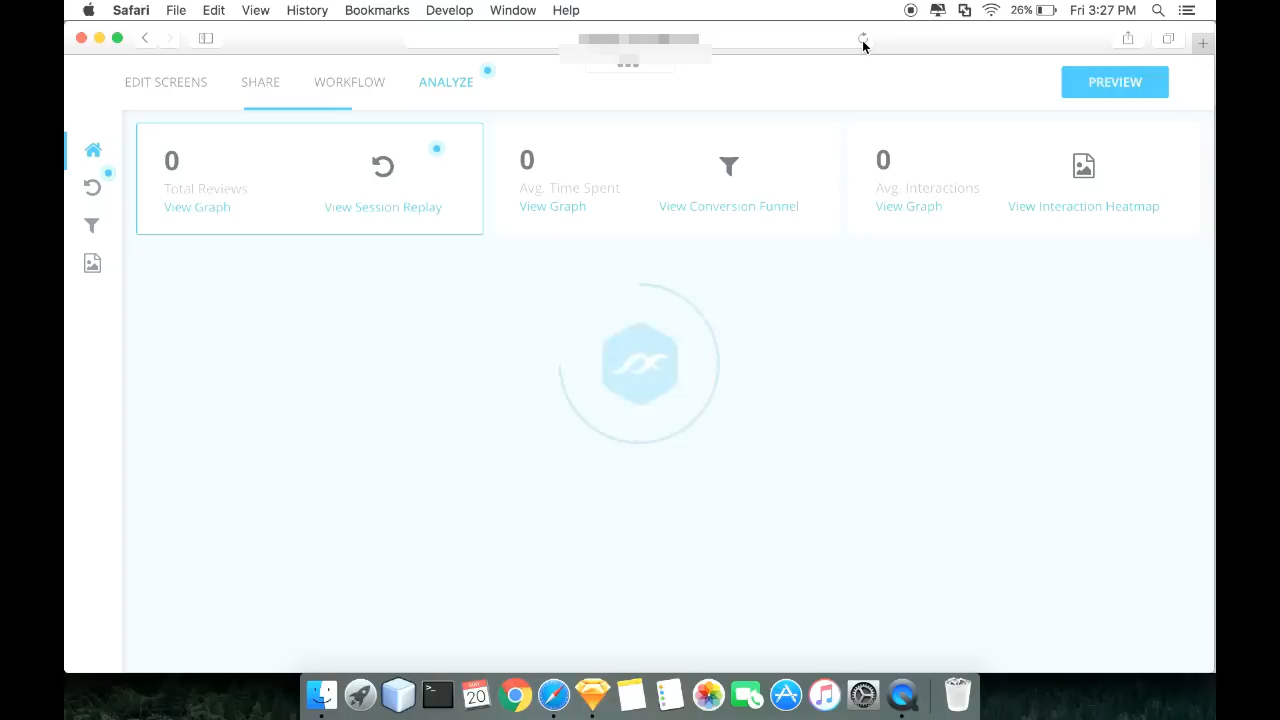 Safari File Edit View History Bookmarks Develop Window Help 26% Fri 3:27 PM
EDIT SCREENS SHARE WORKFLOW ANALYZE PREVIEW
0 0 0
Total Reviews Avg. Time Spent Avg. Interactions
View Graph View Session Replay View Graph View Conversion Funnel View Graph View Interaction Heatmap
MAY
20